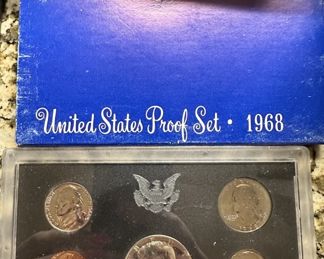 United States Proof Set • 1968